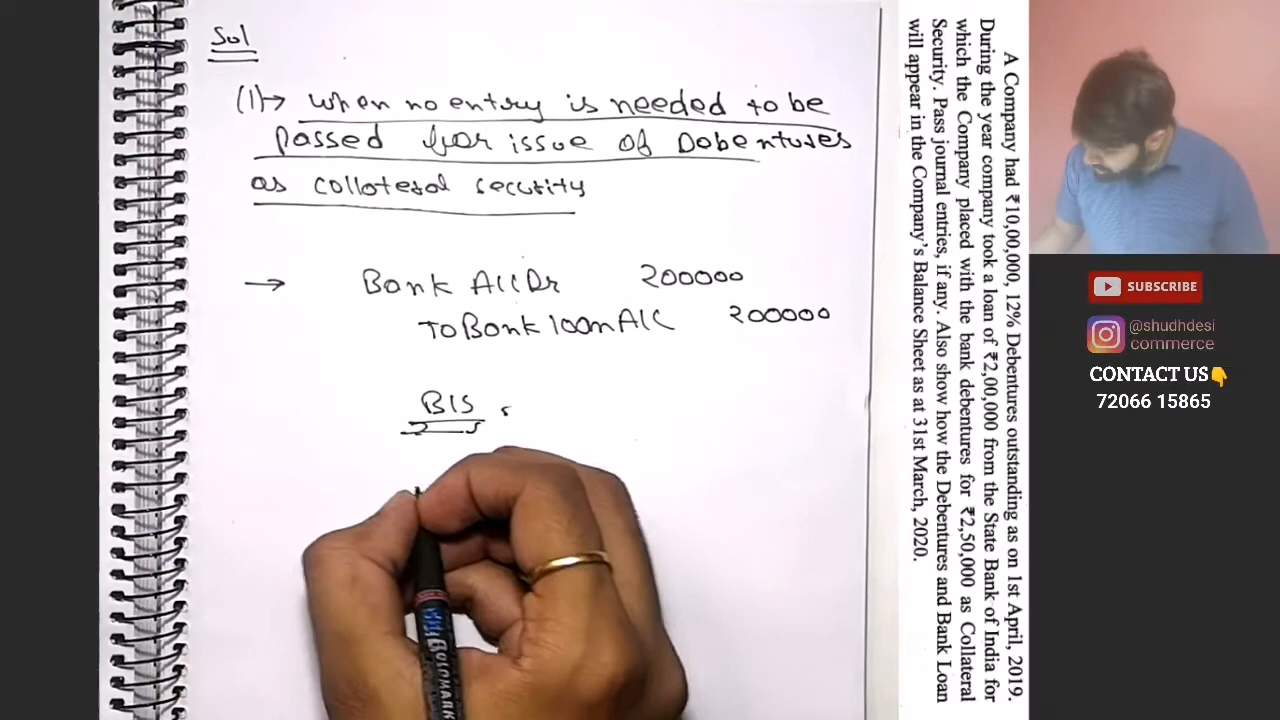 Sol
(1)→ when no entry is needed to be
passed for issue of Dobentures
as collateral security
→ Bank A/c Dr 200000
To Bank loan A/c 200000
B/S
A Company had ₹10,00,000, 12% Debentures outstanding as on 1st April, 2019.
During the year company took a loan of ₹2,00,000 from the State Bank of India for
which the Company placed with the bank debentures for ₹2,50,000 as Collateral
Security. Pass journal entries, if any. Also show how the Debentures and Bank Loan
will appear in the Company's Balance Sheet as at 31st March, 2020.
SUBSCRIBE
@shudhdesi
commerce
CONTACT US👇
72066 15865